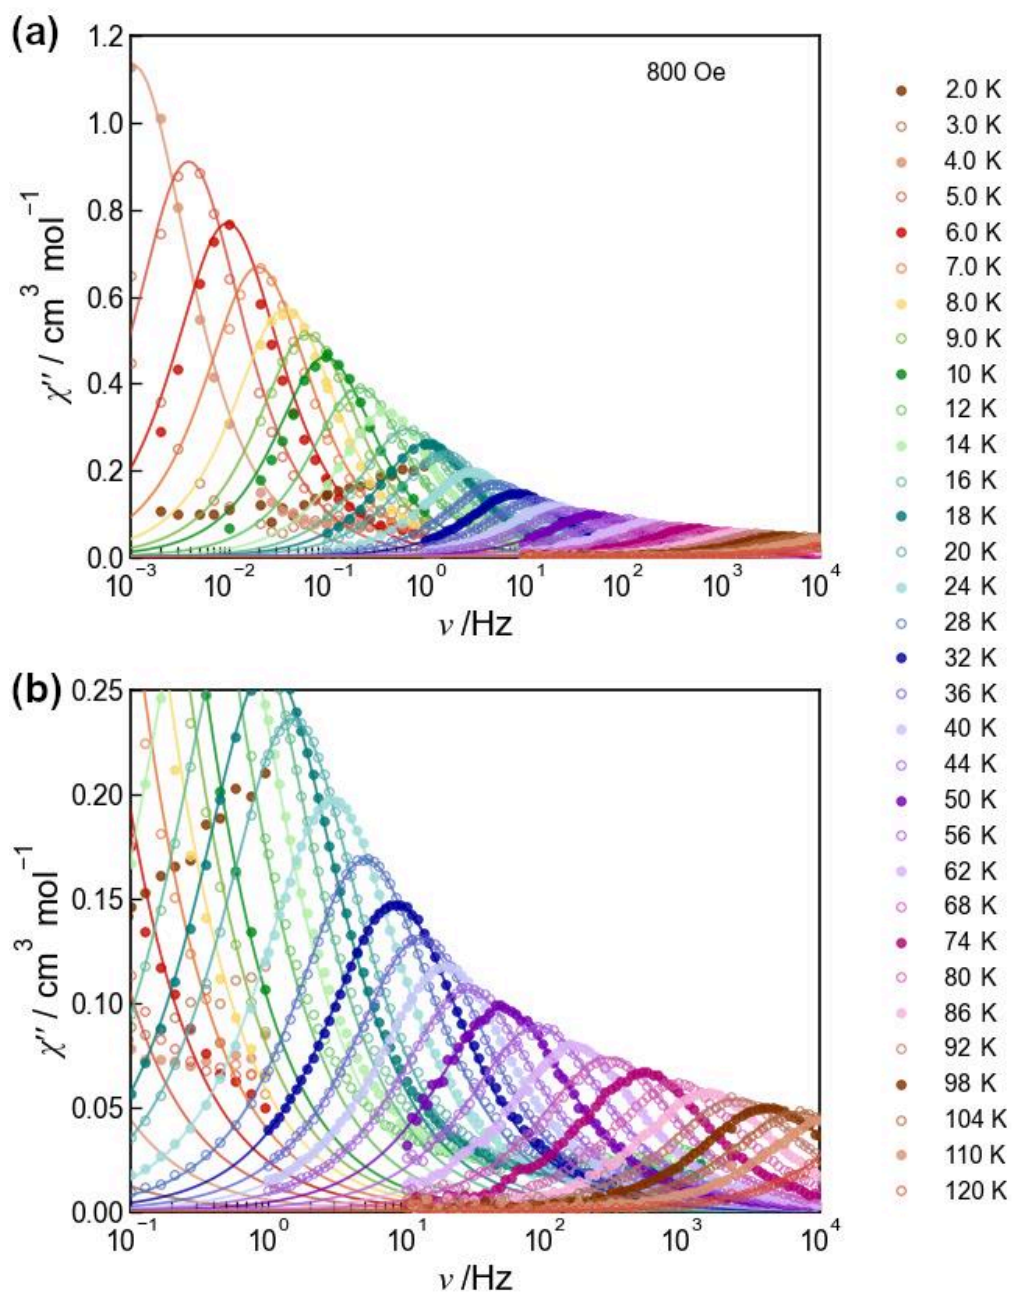 (a)
1.2
1.0
0.8
0.6
0.4
0.2
0.0
χ″ / cm³ mol⁻¹
800 Oe
10⁻³ 10⁻² 10⁻¹ 10⁰ 10¹ 10² 10³ 10⁴
ν /Hz
(b)
0.25
0.20
0.15
0.10
0.05
0.00
χ″ / cm³ mol⁻¹
10⁻¹ 10⁰ 10¹ 10² 10³ 10⁴
ν /Hz
2.0 K
3.0 K
4.0 K
5.0 K
6.0 K
7.0 K
8.0 K
9.0 K
10 K
12 K
14 K
16 K
18 K
20 K
24 K
28 K
32 K
36 K
40 K
44 K
50 K
56 K
62 K
68 K
74 K
80 K
86 K
92 K
98 K
104 K
110 K
120 K